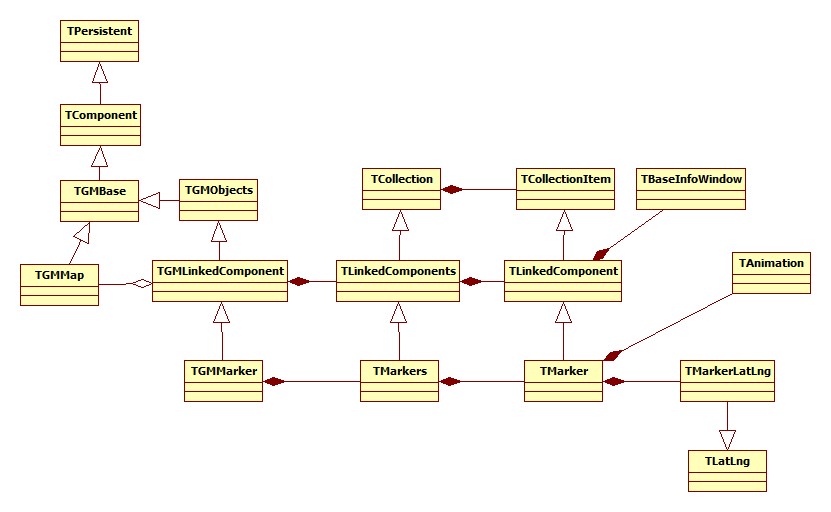 TPersistent
TComponent
TGMBase
TGMObjects
TCollection
TCollectionItem
TBaseInfoWindow
TGMMap
TGMLinkedComponent
TLinkedComponents
TLinkedComponent
TAnimation
TGMMarker
TMarkers
TMarker
TMarkerLatLng
TLatLng